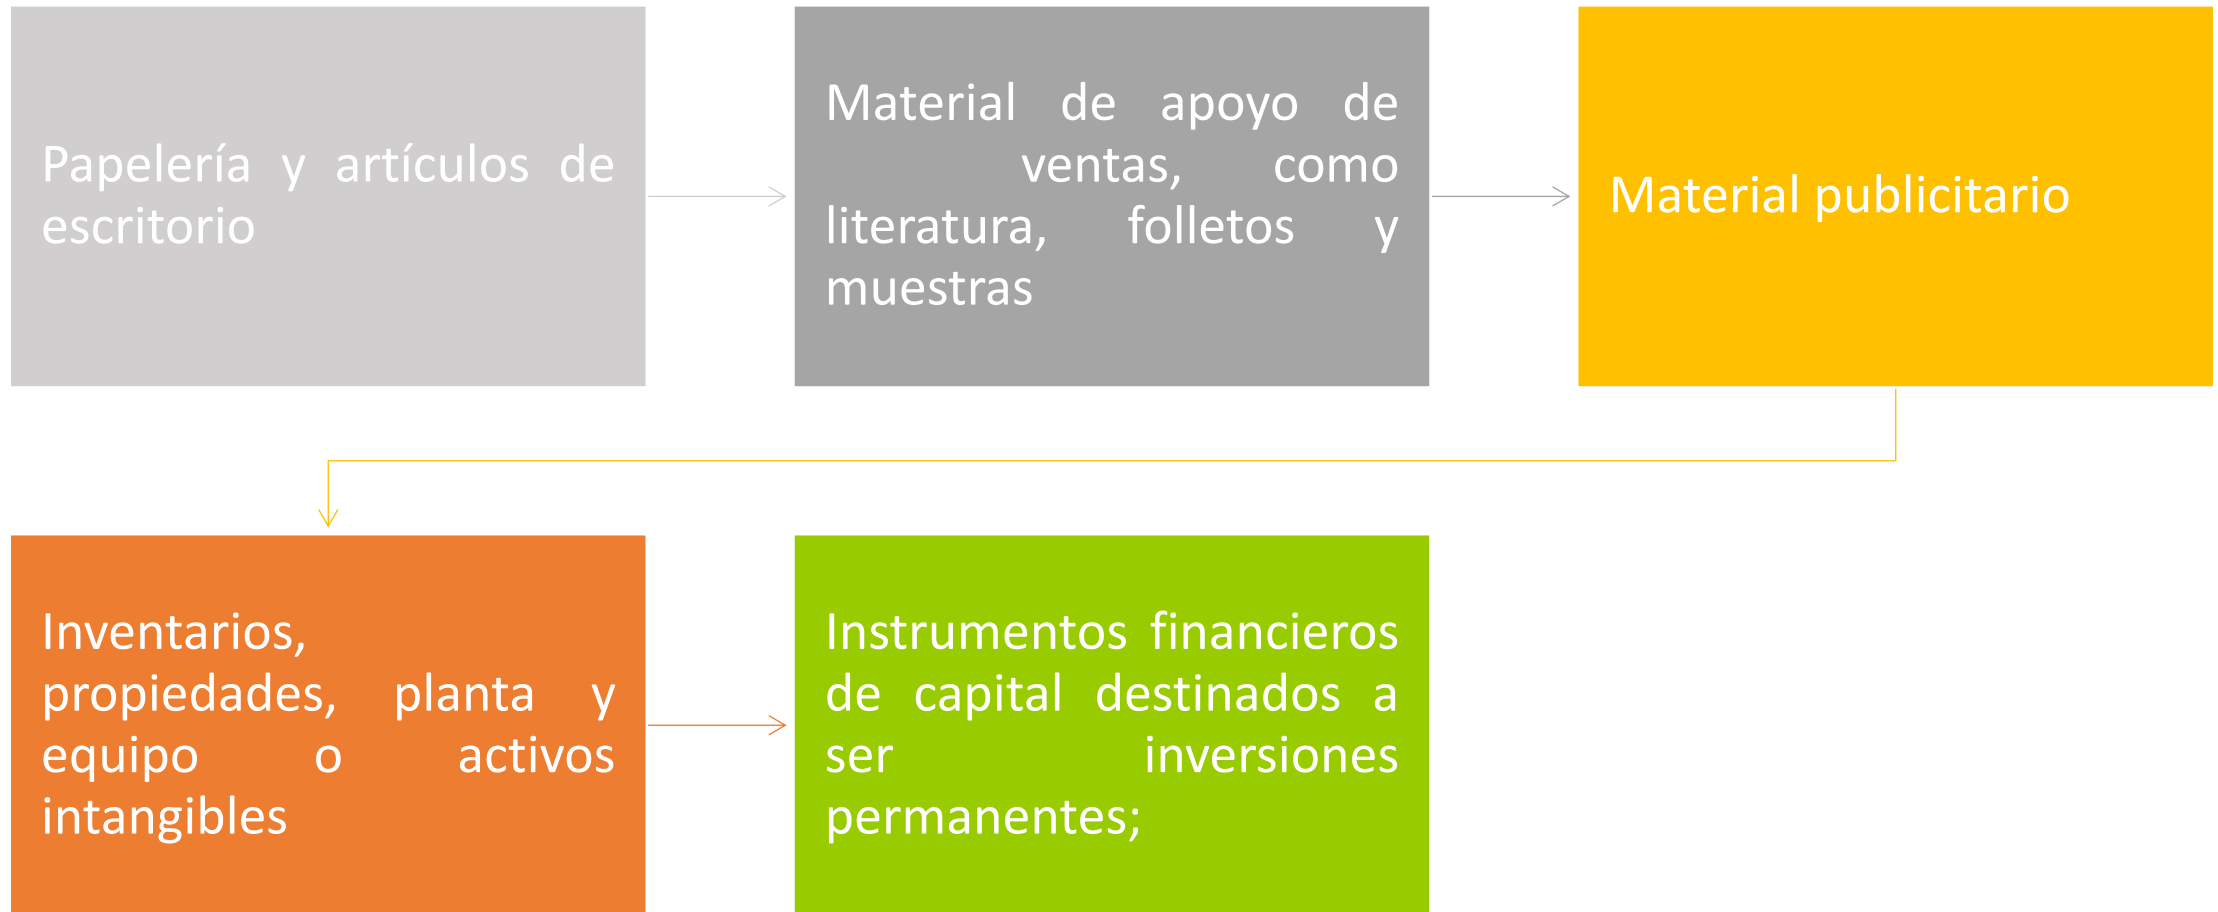 Papelería y artículos de
escritorio
Material de apoyo de
ventas, como
literatura, folletos y
muestras
Material publicitario
Inventarios,
propiedades, planta y
equipo o activos
intangibles
Instrumentos financieros
de capital destinados a
ser inversiones
permanentes;